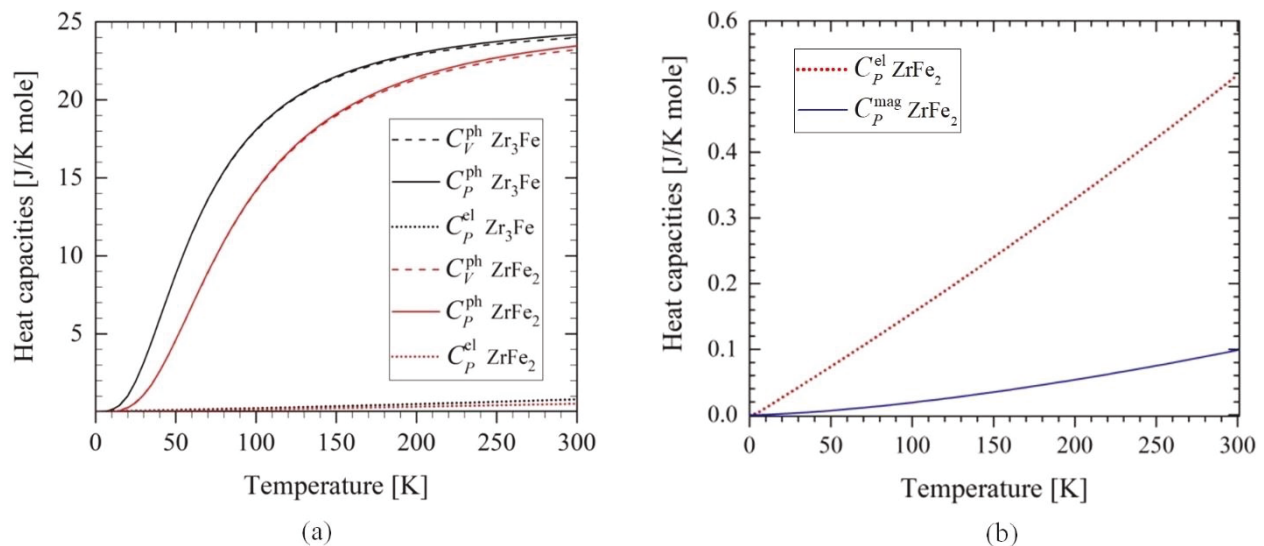 Heat capacities [J/K mole]
25
20
15
10
5
0
50
100
150
200
250
300
Temperature [K]
C_V^ph Zr₃Fe
C_P^ph Zr₃Fe
C_P^el Zr₃Fe
C_V^ph ZrFe₂
C_P^ph ZrFe₂
C_P^el ZrFe₂
(a)
Heat capacities [J/K mole]
0.6
0.5
0.4
0.3
0.2
0.1
0.0
0
50
100
150
200
250
300
Temperature [K]
C_P^el ZrFe₂
C_P^mag ZrFe₂
(b)